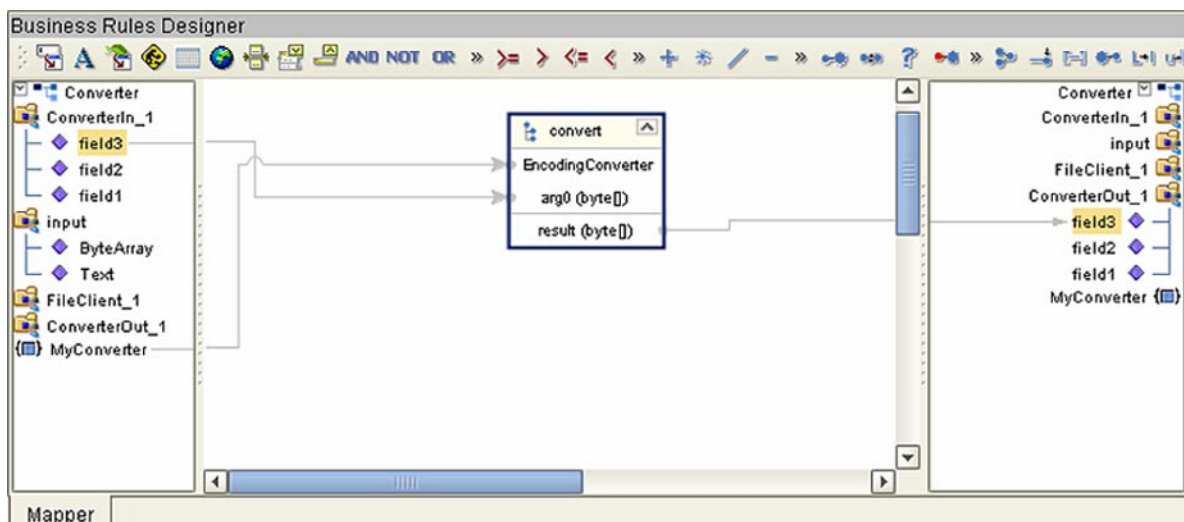 Business Rules Designer
A AND NOT OR » >= > <= < » + * / - » ? »
Converter
ConverterIn_1
field3
field2
field1
input
ByteArray
Text
FileClient_1
ConverterOut_1
{} MyConverter
convert
EncodingConverter
arg0 (byte[])
result (byte[])
Converter
ConverterIn_1
input
FileClient_1
ConverterOut_1
field3
field2
field1
MyConverter {}
Mapper